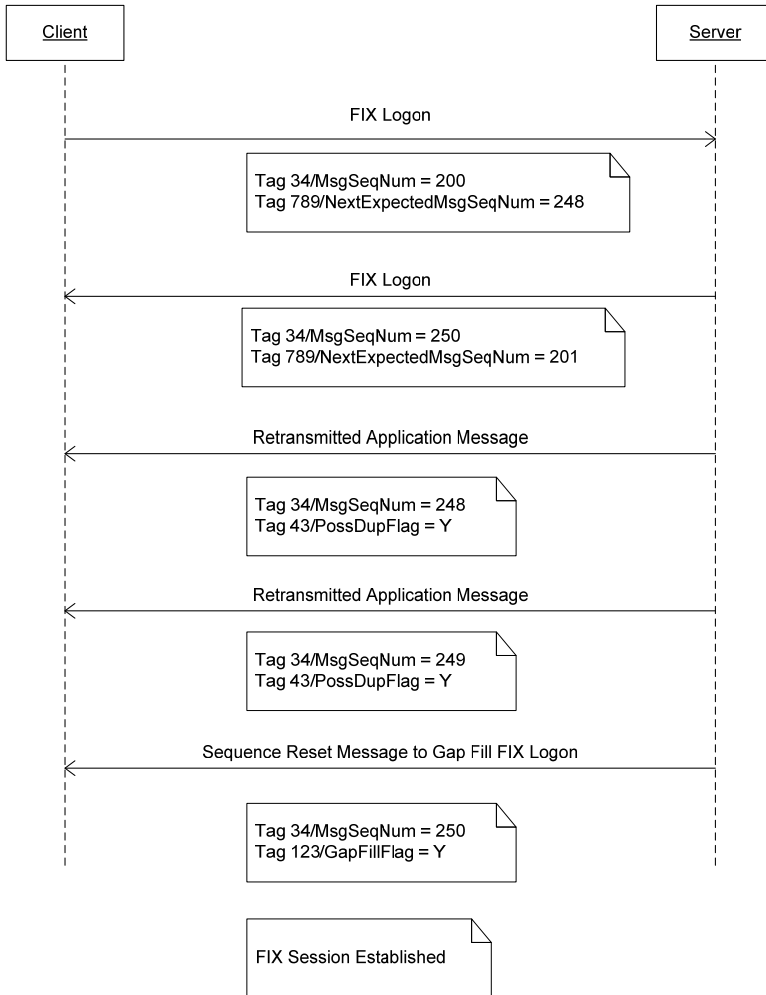 Client
Server
FIX Logon
Tag 34/MsgSeqNum = 200
Tag 789/NextExpectedMsgSeqNum = 248
FIX Logon
Tag 34/MsgSeqNum = 250
Tag 789/NextExpectedMsgSeqNum = 201
Retransmitted Application Message
Tag 34/MsgSeqNum = 248
Tag 43/PossDupFlag = Y
Retransmitted Application Message
Tag 34/MsgSeqNum = 249
Tag 43/PossDupFlag = Y
Sequence Reset Message to Gap Fill FIX Logon
Tag 34/MsgSeqNum = 250
Tag 123/GapFillFlag = Y
FIX Session Established